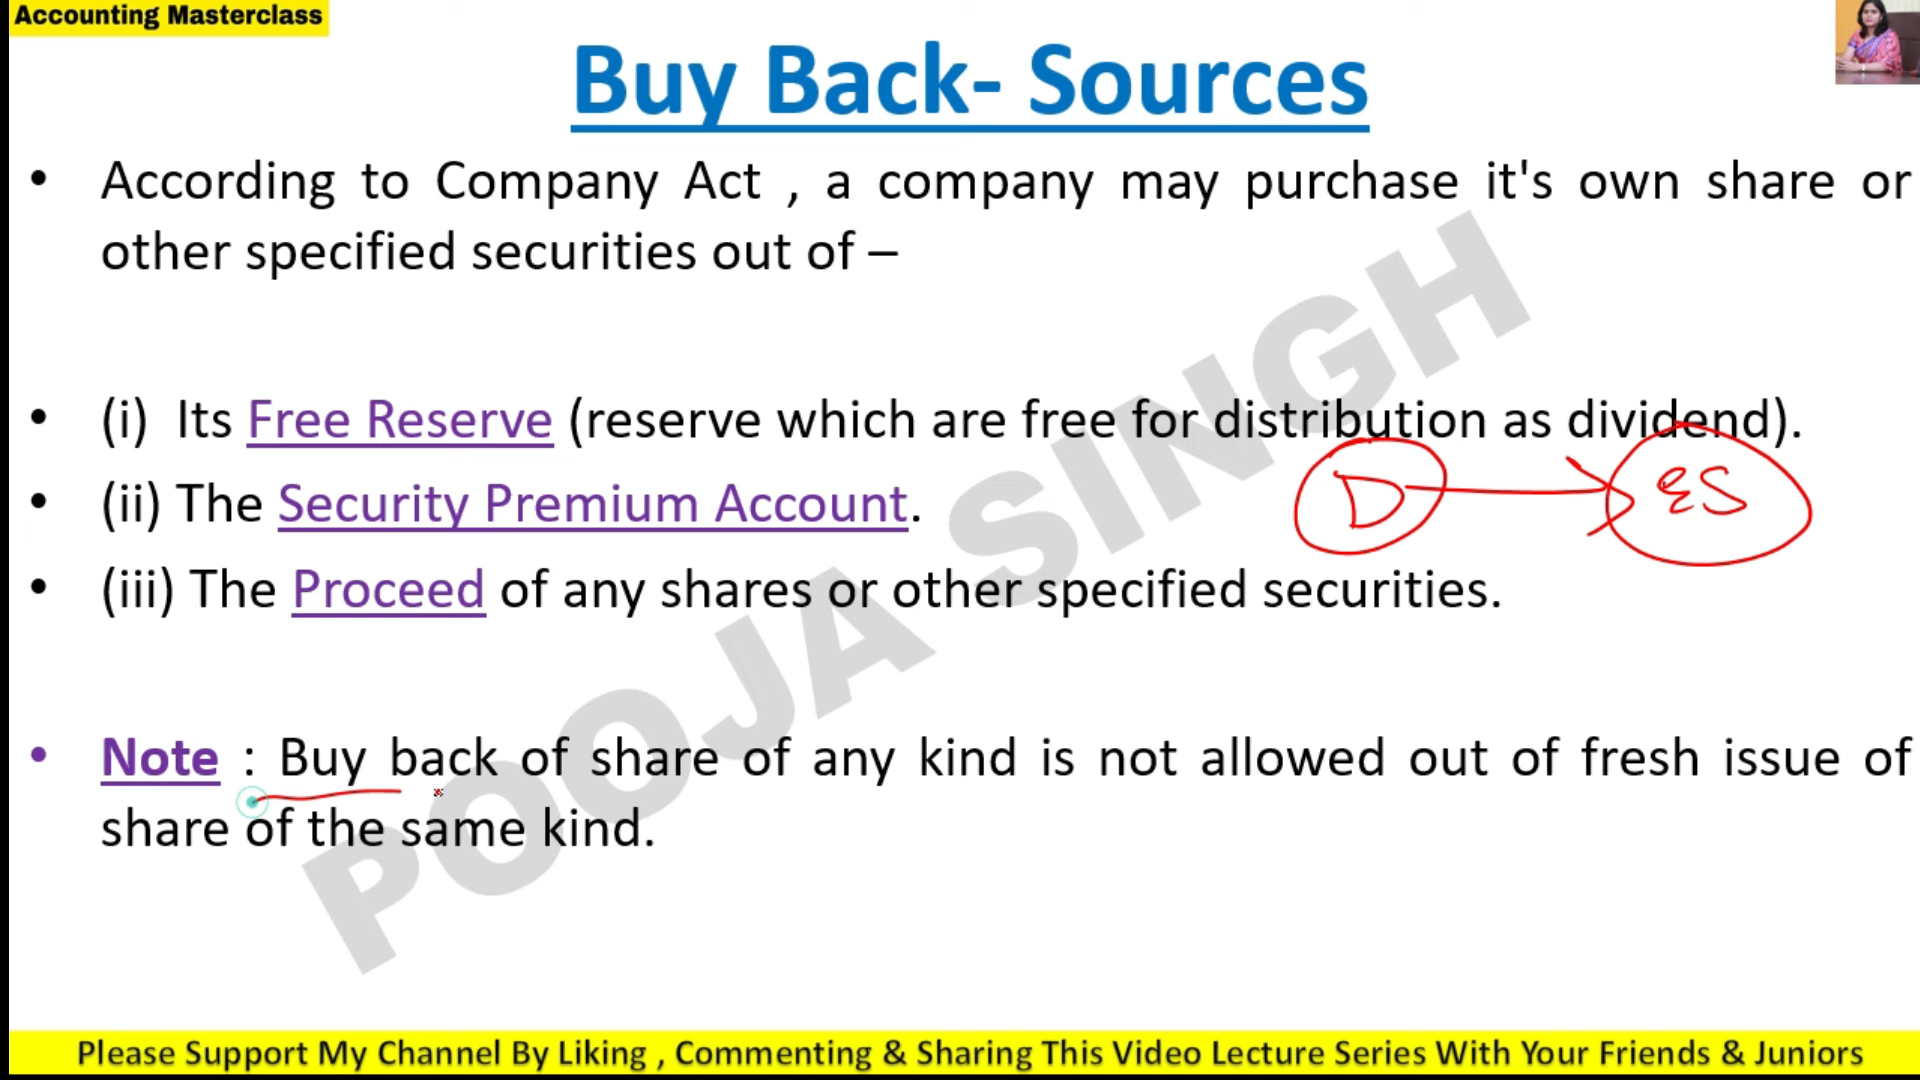 Accounting Masterclass
Buy Back- Sources
• According to Company Act , a company may purchase it's own share or
other specified securities out of –
• (i) Its Free Reserve (reserve which are free for distribution as dividend).
D ES
• (ii) The Security Premium Account.
• (iii) The Proceed of any shares or other specified securities.
• Note : Buy back of share of any kind is not allowed out of fresh issue of
share of the same kind.
POOJA SINGH
Please Support My Channel By Liking , Commenting & Sharing This Video Lecture Series With Your Friends & Juniors